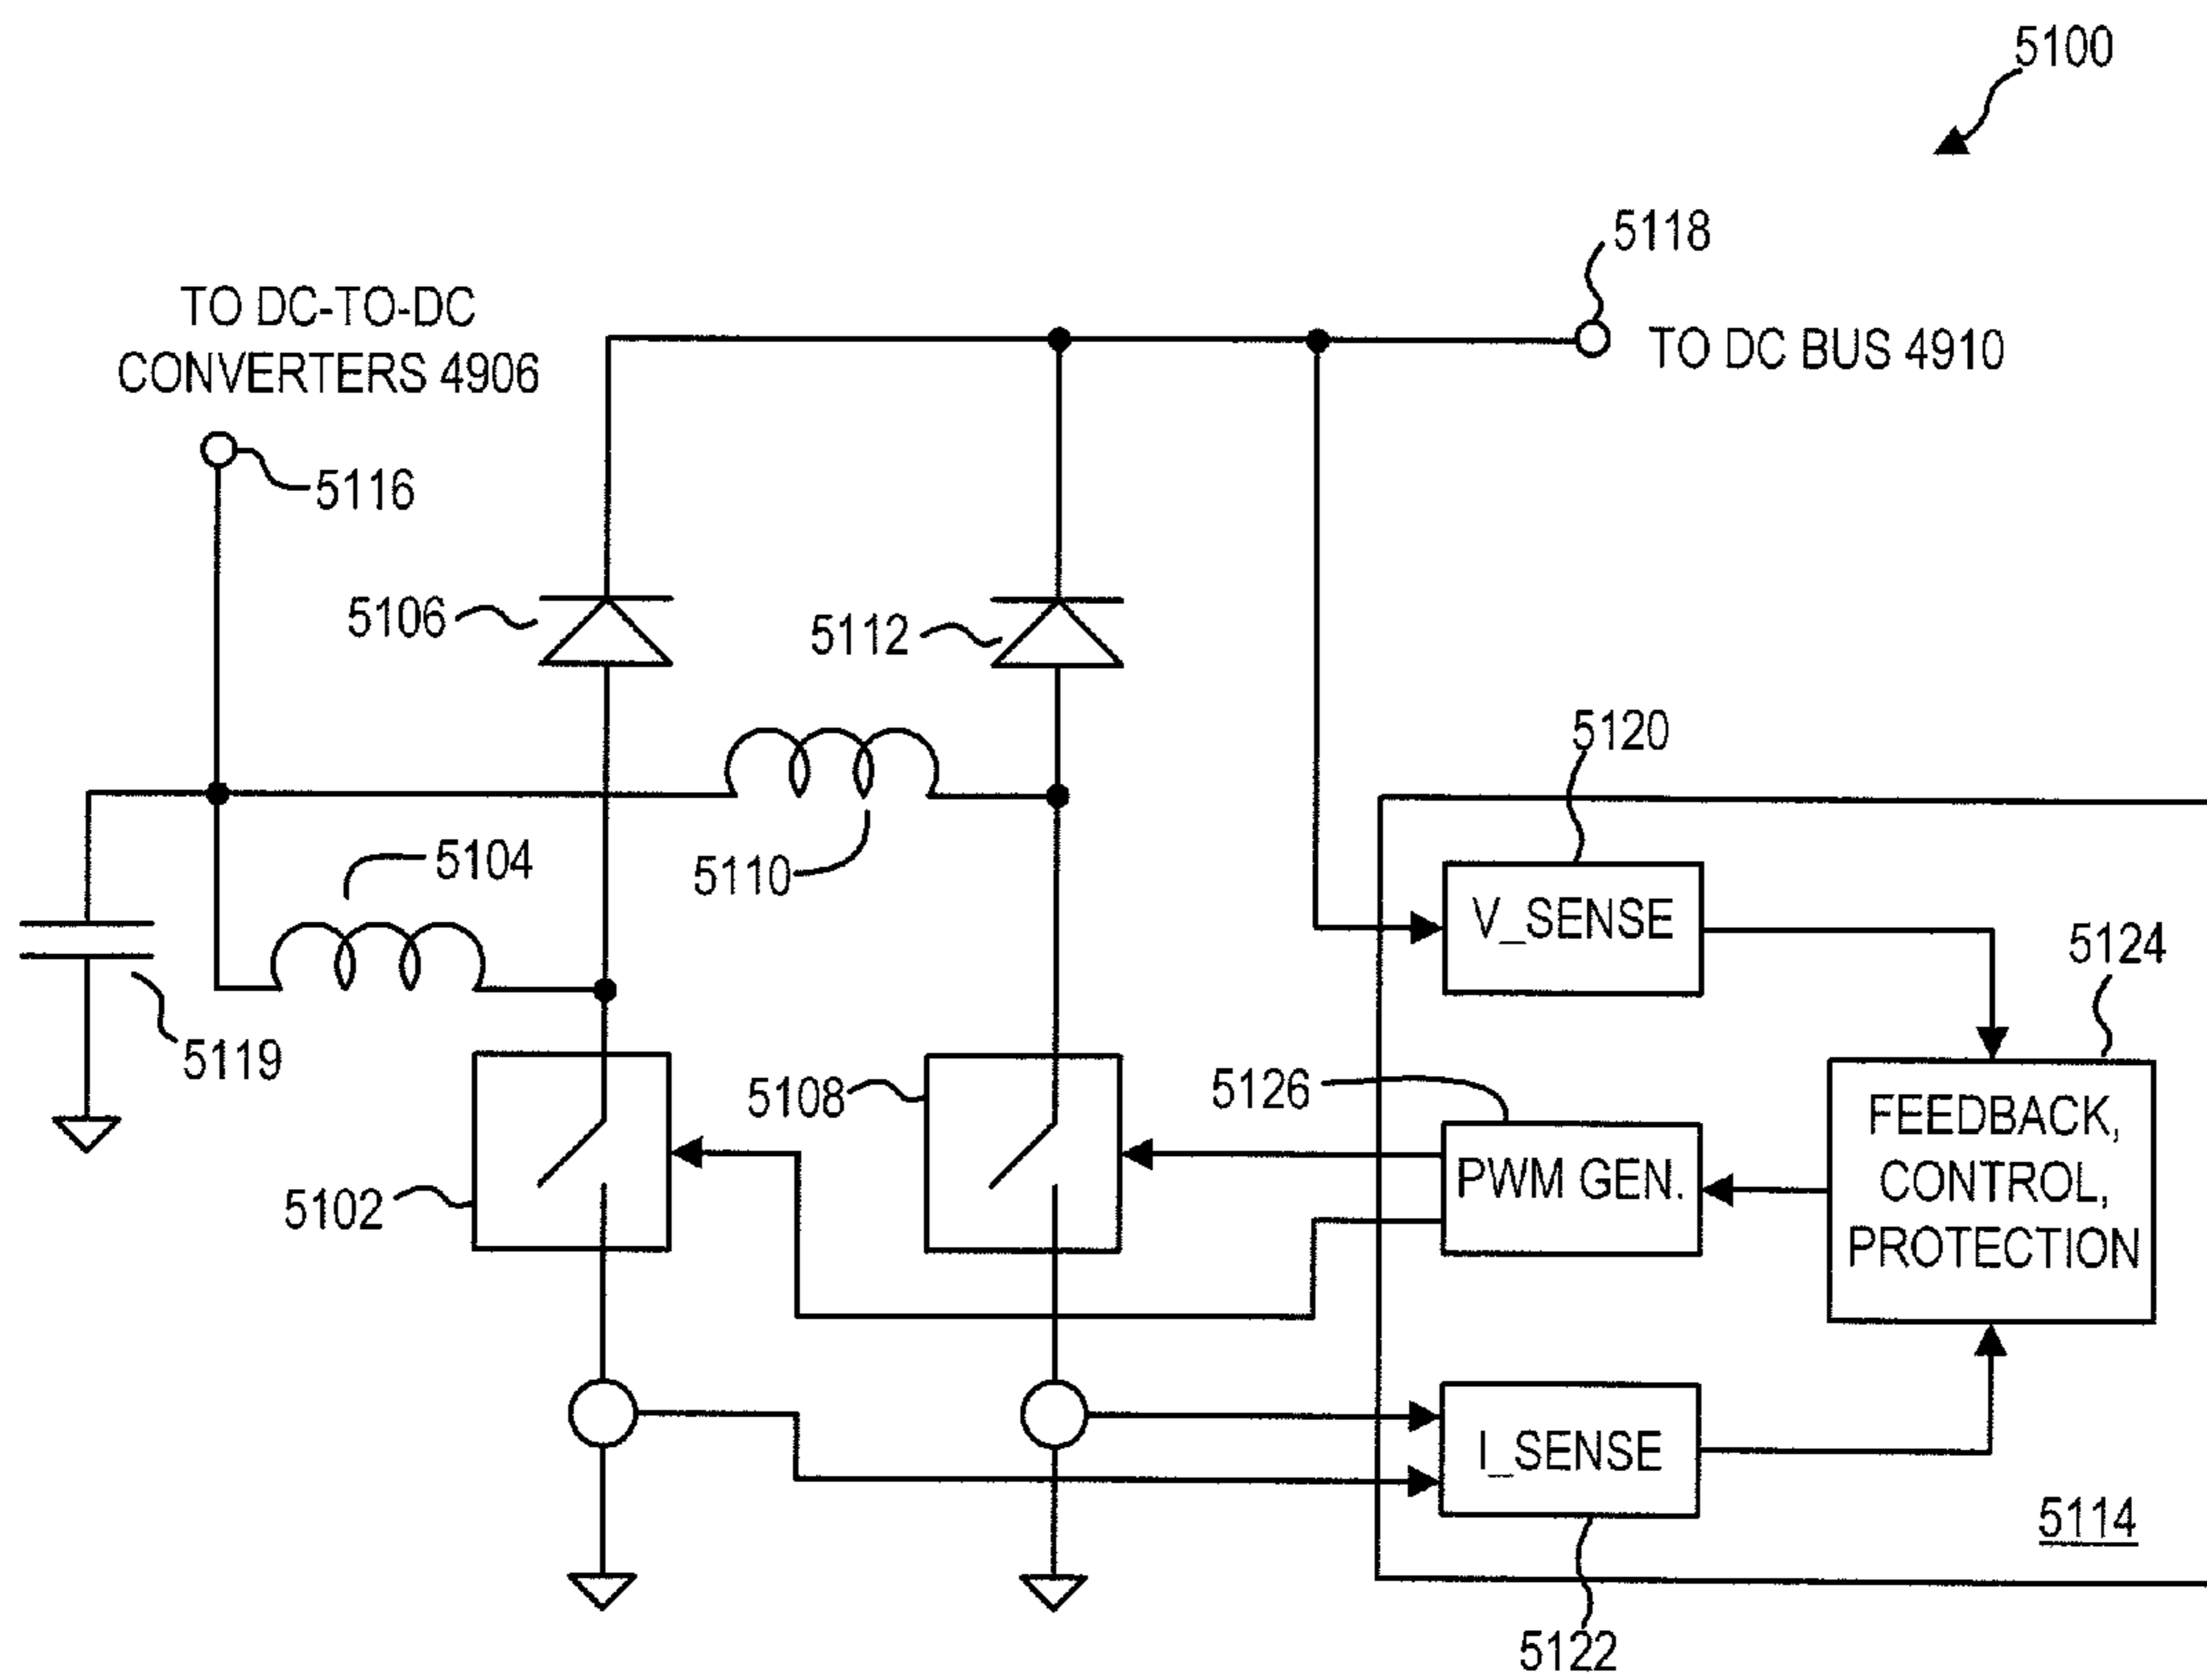 5100
5118
TO DC-TO-DC
CONVERTERS 4906
TO DC BUS 4910
5116
5106
5112
5120
5104
5110
V_SENSE
5124
5119
5108
5126
FEEDBACK,
CONTROL,
PROTECTION
PWM GEN.
5102
I_SENSE
5114
5122